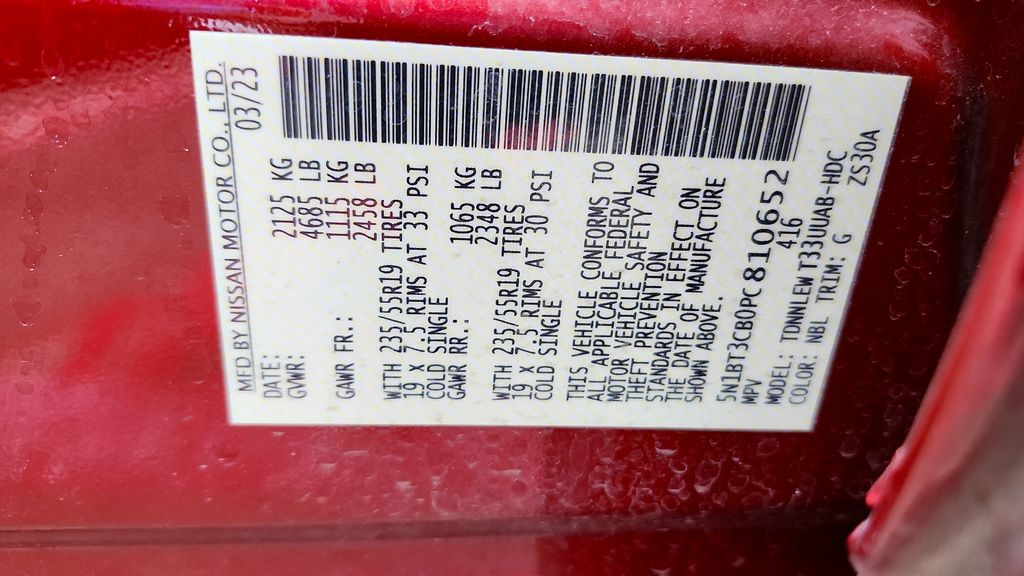 MFD BY NISSAN MOTOR CO., LTD.
DATE: 03/23
GVWR: 2125 KG
4685 LB
GAWR FR.: 1115 KG
2458 LB
WITH 235/55R19 TIRES
19 x 7.5 RIMS AT 33 PSI
COLD SINGLE
GAWR RR.: 1065 KG
2348 LB
WITH 235/55R19 TIRES
19 x 7.5 RIMS AT 30 PSI
COLD SINGLE
THIS VEHICLE CONFORMS TO
ALL APPLICABLE FEDERAL
MOTOR VEHICLE SAFETY AND
THEFT PREVENTION
STANDARDS IN EFFECT ON
THE DATE OF MANUFACTURE
SHOWN ABOVE.
5N1BT3CB0PC810652
MPV 416
MODEL: TDNNLEW T33UUAB-HDC
COLOR: NBL TRIM: G ZS30A